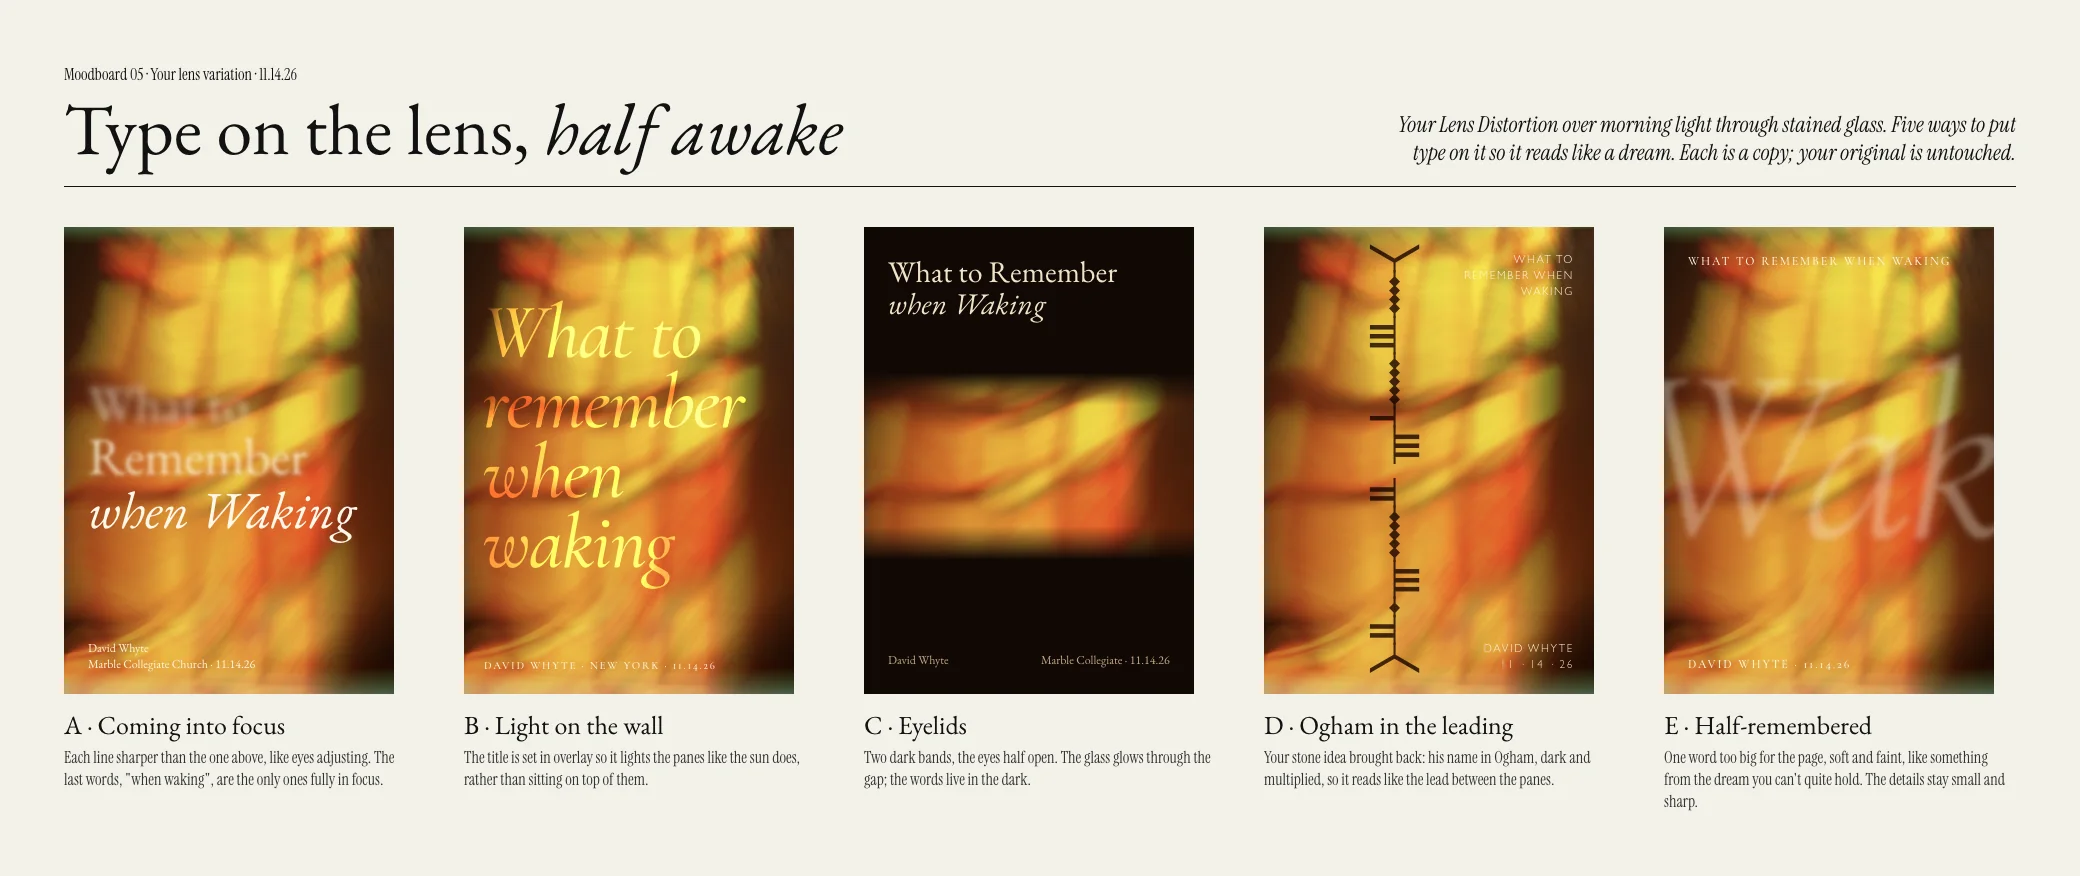 Moodboard 05 · Your lens variation · 11.14.26
Type on the lens, half awake
Your Lens Distortion over morning light through stained glass. Five ways to put
type on it so it reads like a dream. Each is a copy; your original is untouched.
What to
Remember
when Waking
David Whyte
Marble Collegiate Church · 11.14.26
A · Coming into focus
Each line sharper than the one above, like eyes adjusting. The
last words, "when waking", are the only ones fully in focus.
What to
remember
when
waking
DAVID WHYTE · NEW YORK · 11.14.26
B · Light on the wall
The title is set in overlay so it lights the panes like the sun does,
rather than sitting on top of them.
What to Remember
when Waking
David Whyte
Marble Collegiate · 11.14.26
C · Eyelids
Two dark bands, the eyes half open. The glass glows through the
gap; the words live in the dark.
WHAT TO
REMEMBER WHEN
WAKING
DAVID WHYTE
11 · 14 · 26
D · Ogham in the leading
Your stone idea brought back: his name in Ogham, dark and
multiplied, so it reads like the lead between the panes.
WHAT TO REMEMBER WHEN WAKING
Wak
DAVID WHYTE · 11.14.26
E · Half-remembered
One word too big for the page, soft and faint, like something
from the dream you can't quite hold. The details stay small and
sharp.